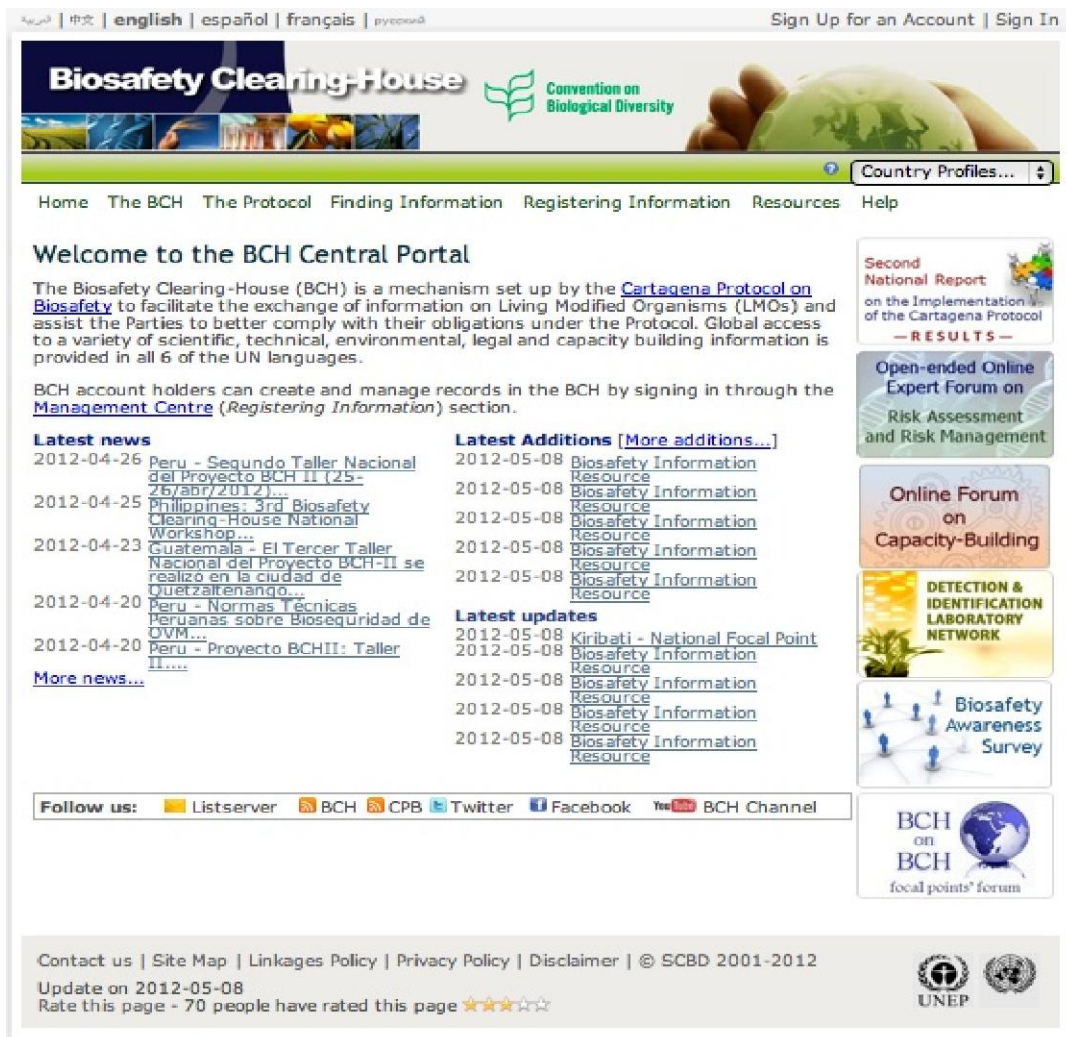 العربية | 中文 | english | español | français | русский
Sign Up for an Account | Sign In
Biosafety Clearing-House
Convention on
Biological Diversity
Country Profiles...
Home The BCH The Protocol Finding Information Registering Information Resources Help
Welcome to the BCH Central Portal
The Biosafety Clearing-House (BCH) is a mechanism set up by the Cartagena Protocol on
Biosafety to facilitate the exchange of information on Living Modified Organisms (LMOs) and
assist the Parties to better comply with their obligations under the Protocol. Global access
to a variety of scientific, technical, environmental, legal and capacity building information is
provided in all 6 of the UN languages.
BCH account holders can create and manage records in the BCH by signing in through the
Management Centre (Registering Information) section.
Latest news
2012-04-26 Peru - Segundo Taller Nacional
del Proyecto BCH II (25-
26/abr/2012)...
2012-04-25 Philippines: 3rd Biosafety
Clearing-House National
Workshop...
2012-04-23 Guatemala - El Tercer Taller
Nacional del Proyecto BCH-II se
realizó en la ciudad de
Quetzaltenango...
2012-04-20 Peru - Normas Técnicas
Peruanas sobre Bioseguridad de
OVM...
2012-04-20 Peru - Proyecto BCHII: Taller
II....
More news...
Latest Additions [More additions...]
2012-05-08 Biosafety Information
Resource
2012-05-08 Biosafety Information
Resource
2012-05-08 Biosafety Information
Resource
2012-05-08 Biosafety Information
Resource
2012-05-08 Biosafety Information
Resource
Latest updates
2012-05-08 Kiribati - National Focal Point
2012-05-08 Biosafety Information
Resource
2012-05-08 Biosafety Information
Resource
2012-05-08 Biosafety Information
Resource
2012-05-08 Biosafety Information
Resource
Follow us: Listserver BCH CPB Twitter Facebook YouTube BCH Channel
Second
National Report
on the Implementation
of the Cartagena Protocol
—RESULTS—
Open-ended Online
Expert Forum on
Risk Assessment
and Risk Management
Online Forum
on
Capacity-Building
DETECTION &
IDENTIFICATION
LABORATORY
NETWORK
Biosafety
Awareness
Survey
BCH
on
BCH
focal points' forum
Contact us | Site Map | Linkages Policy | Privacy Policy | Disclaimer | © SCBD 2001-2012
Update on 2012-05-08
Rate this page - 70 people have rated this page
UNEP